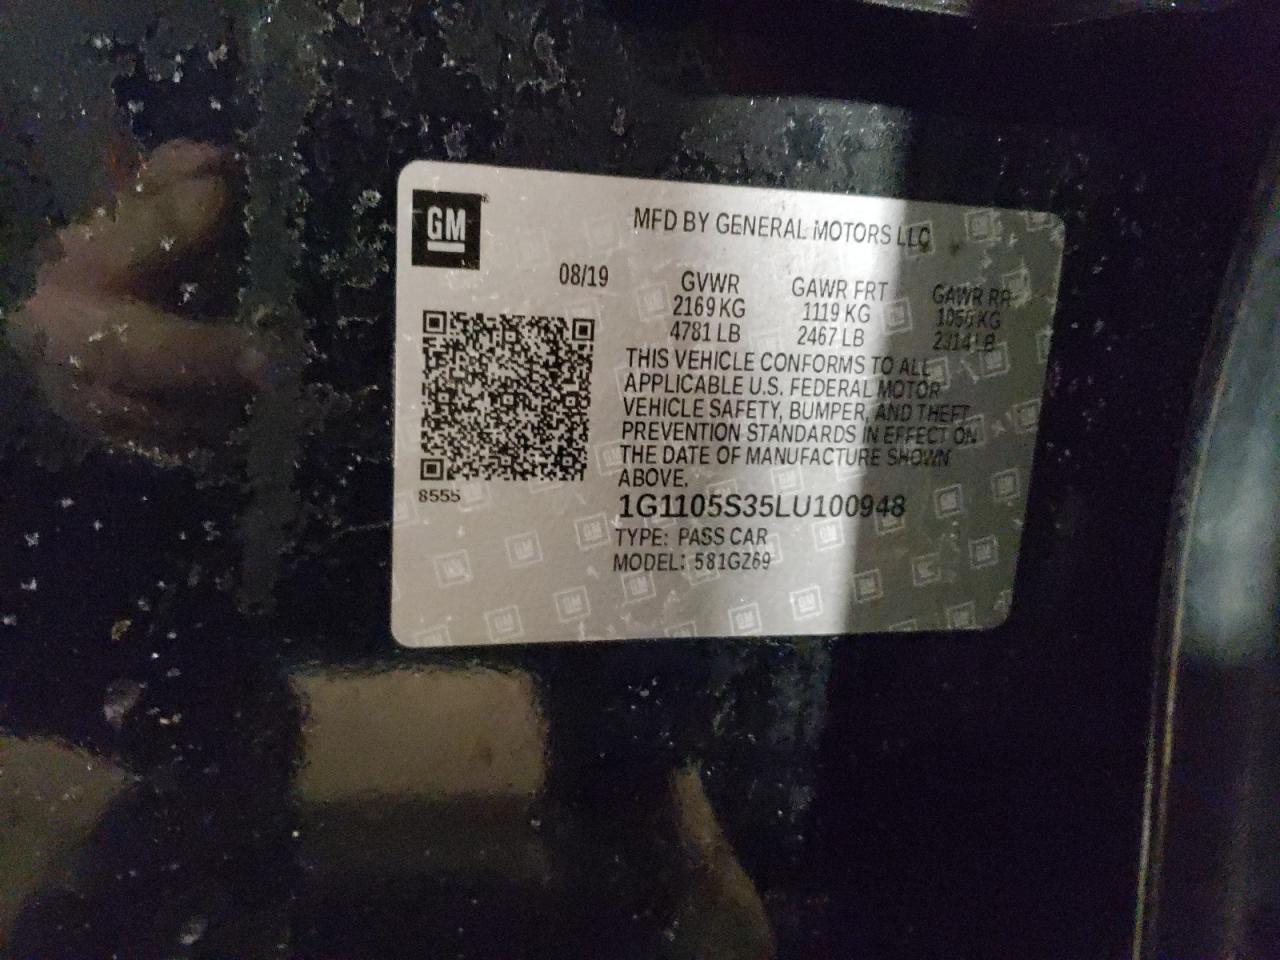 GM
MFD BY GENERAL MOTORS LLC
08/19
GVWR GAWR FRT GAWR RR
2169 KG 1119 KG 1050 KG
4781 LB 2467 LB 2314 LB
THIS VEHICLE CONFORMS TO ALL
APPLICABLE U.S. FEDERAL MOTOR
VEHICLE SAFETY, BUMPER, AND THEFT
PREVENTION STANDARDS IN EFFECT ON
THE DATE OF MANUFACTURE SHOWN
ABOVE.
8555
1G1105S35LU100948
TYPE: PASS CAR
MODEL: 581GZ69